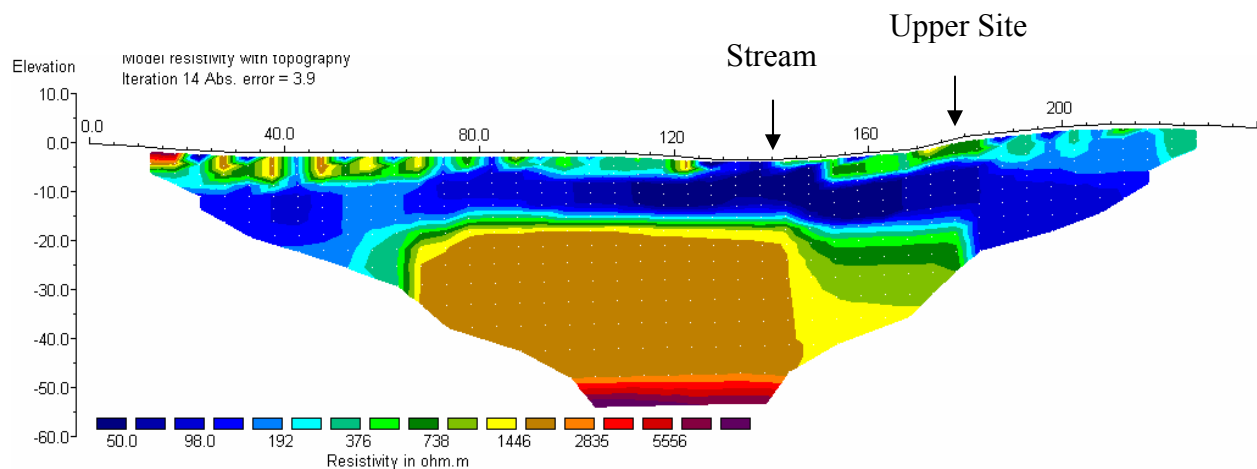 Upper Site
Stream
Elevation
Model resistivity with topography
Iteration 14 Abs. error = 3.9
10.0
0.0
-10.0
-20.0
-30.0
-40.0
-50.0
-60.0
0.0 40.0 80.0 120 160 200
50.0 98.0 192 376 738 1446 2835 5556
Resistivity in ohm.m